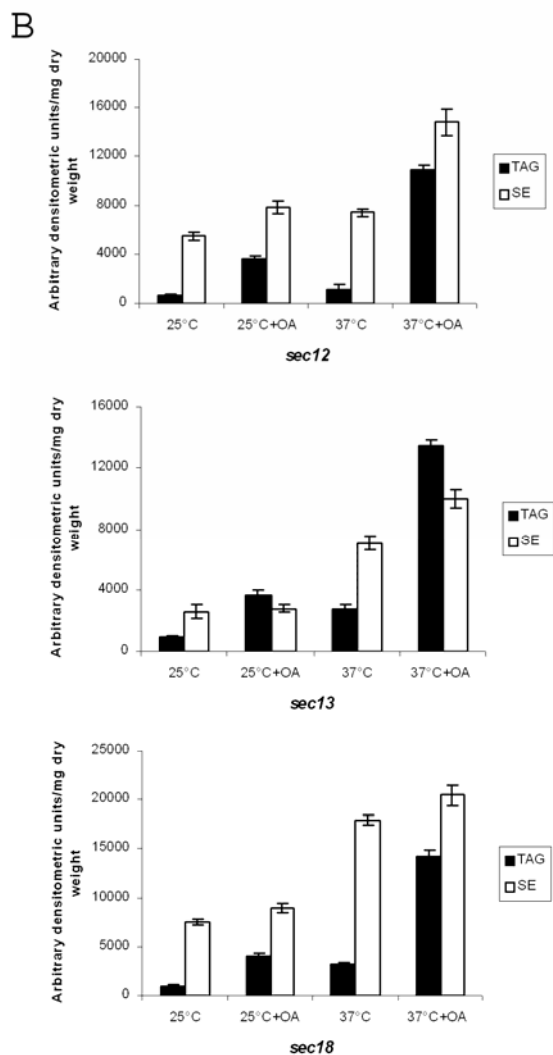 B
Arbitrary densitometric units/mg dry
weight
20000
16000
12000
8000
4000
0
25°C
25°C+OA
37°C
37°C+OA
sec12
TAG
SE
Arbitrary densitometric units/mg dry
weight
16000
12000
8000
4000
0
25°C
25°C+OA
37°C
37°C+OA
sec13
TAG
SE
Arbitrary densitometric units/mg dry
weight
25000
20000
15000
10000
5000
0
25°C
25°C+OA
37°C
37°C+OA
sec18
TAG
SE